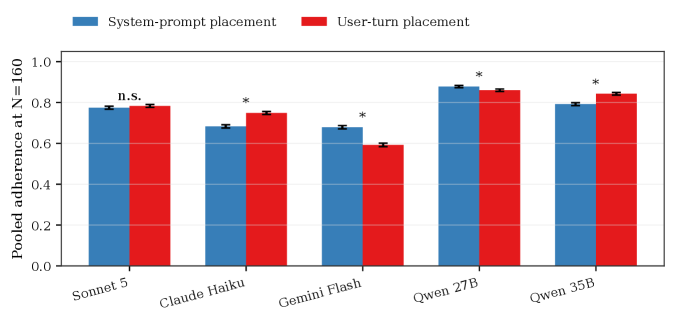 System-prompt placement
User-turn placement
Pooled adherence at N=160
1.0
0.8
0.6
0.4
0.2
0.0
n.s.
*
*
*
*
Sonnet 5
Claude Haiku
Gemini Flash
Qwen 27B
Qwen 35B